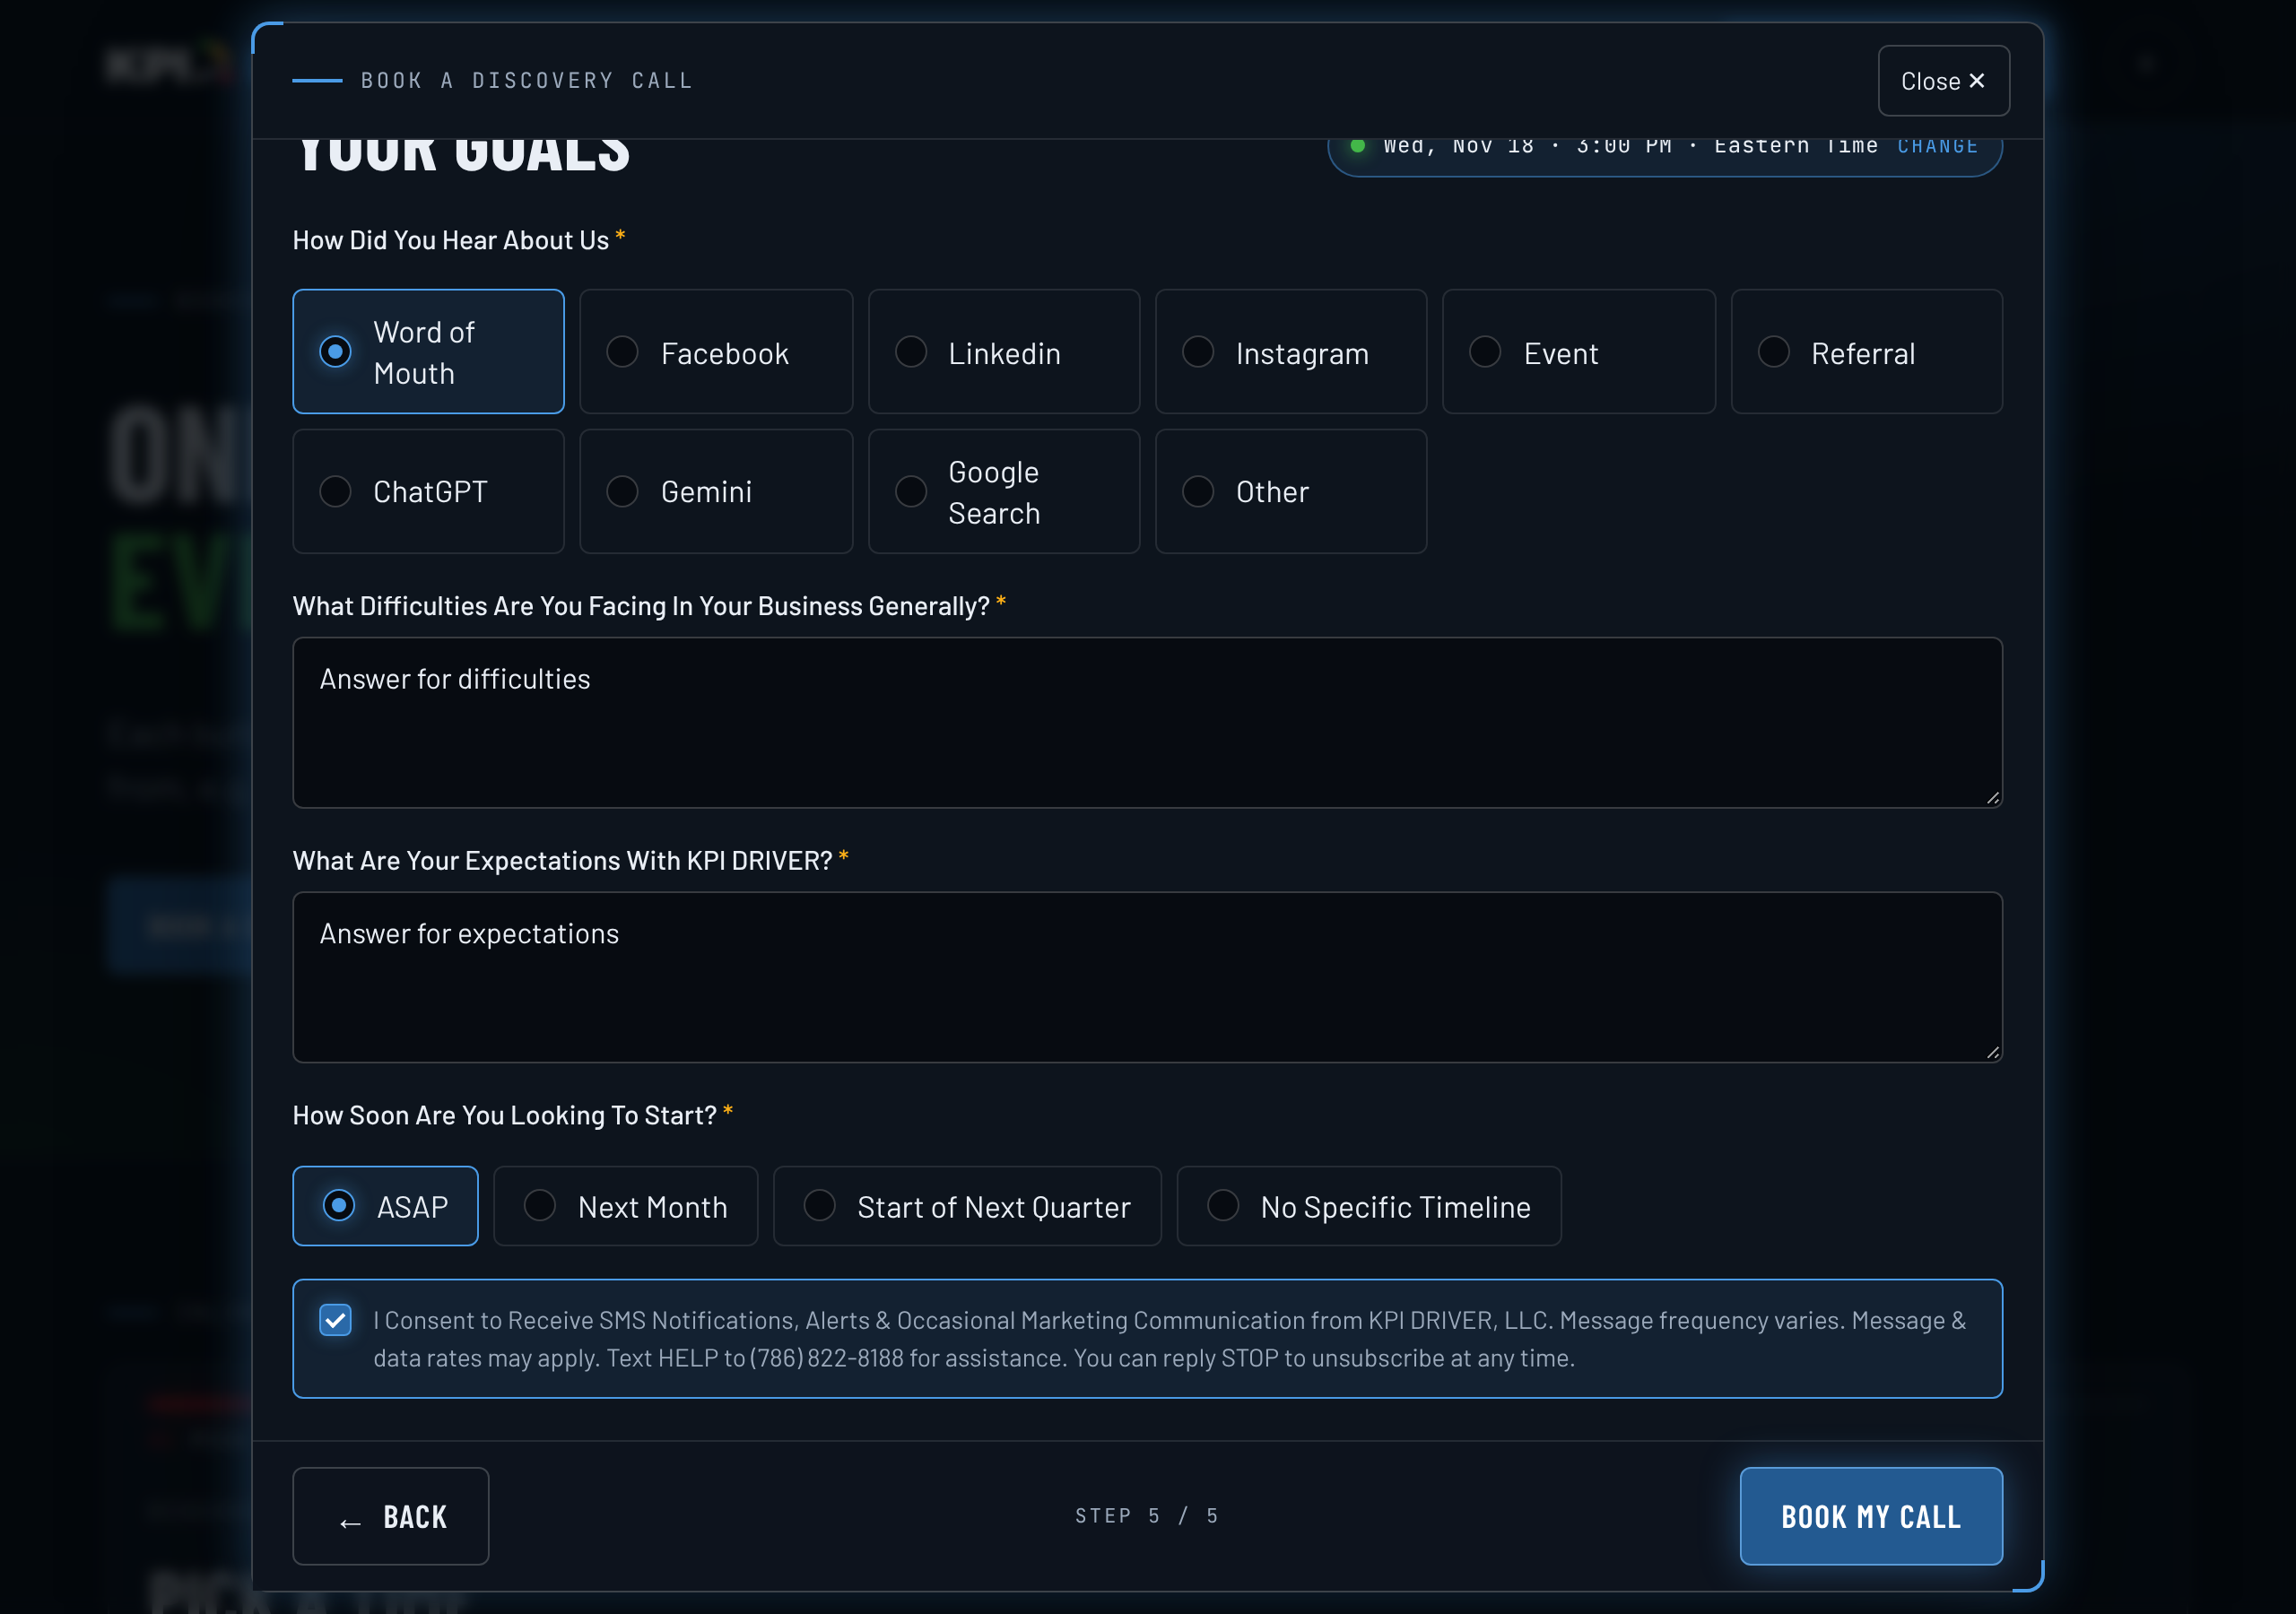 BOOK A DISCOVERY CALL
Close ✕
YOUR GOALS
Wed, Nov 18 · 3:00 PM · Eastern Time CHANGE
How Did You Hear About Us *
Word of
Mouth
Facebook
Linkedin
Instagram
Event
Referral
ChatGPT
Gemini
Google
Search
Other
What Difficulties Are You Facing In Your Business Generally? *
Answer for difficulties
What Are Your Expectations With KPI DRIVER? *
Answer for expectations
How Soon Are You Looking To Start? *
ASAP
Next Month
Start of Next Quarter
No Specific Timeline
I Consent to Receive SMS Notifications, Alerts & Occasional Marketing Communication from KPI DRIVER, LLC. Message frequency varies. Message &
data rates may apply. Text HELP to (786) 822-8188 for assistance. You can reply STOP to unsubscribe at any time.
← BACK
STEP 5 / 5
BOOK MY CALL